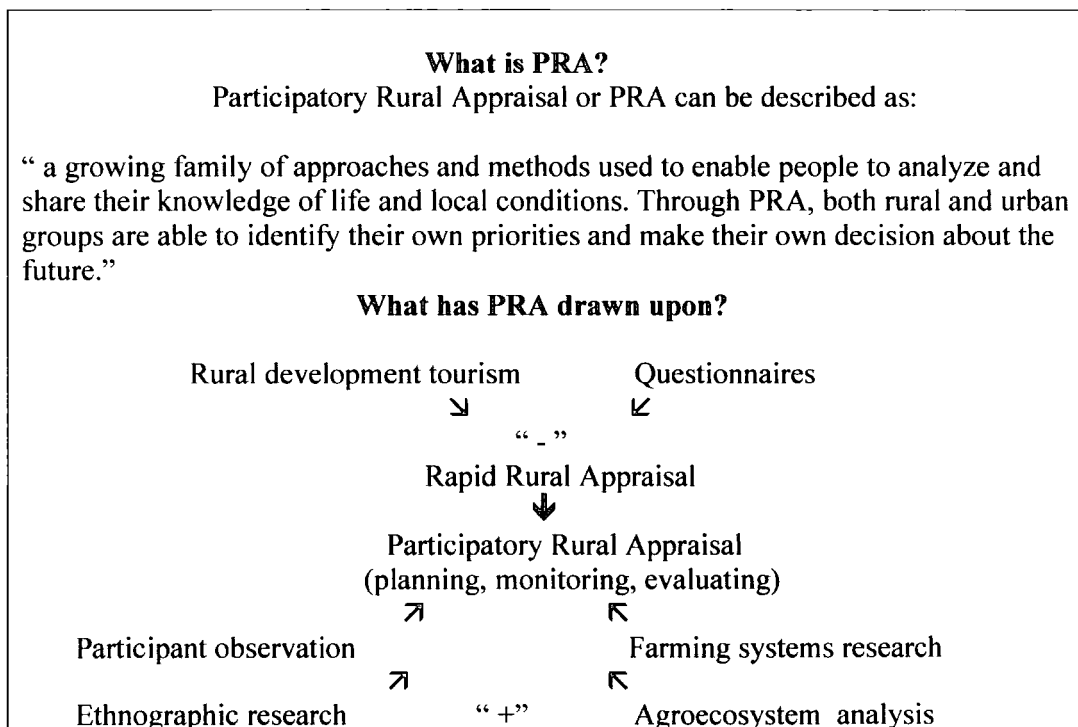 What is PRA?
Participatory Rural Appraisal or PRA can be described as:
“ a growing family of approaches and methods used to enable people to analyze and
share their knowledge of life and local conditions. Through PRA, both rural and urban
groups are able to identify their own priorities and make their own decision about the
future.”
What has PRA drawn upon?
Rural development tourism Questionnaires
↘ ↙
“ - ”
Rapid Rural Appraisal
↓
Participatory Rural Appraisal
(planning, monitoring, evaluating)
↗ ↖
Participant observation Farming systems research
↗ ↖
Ethnographic research “ +” Agroecosystem analysis